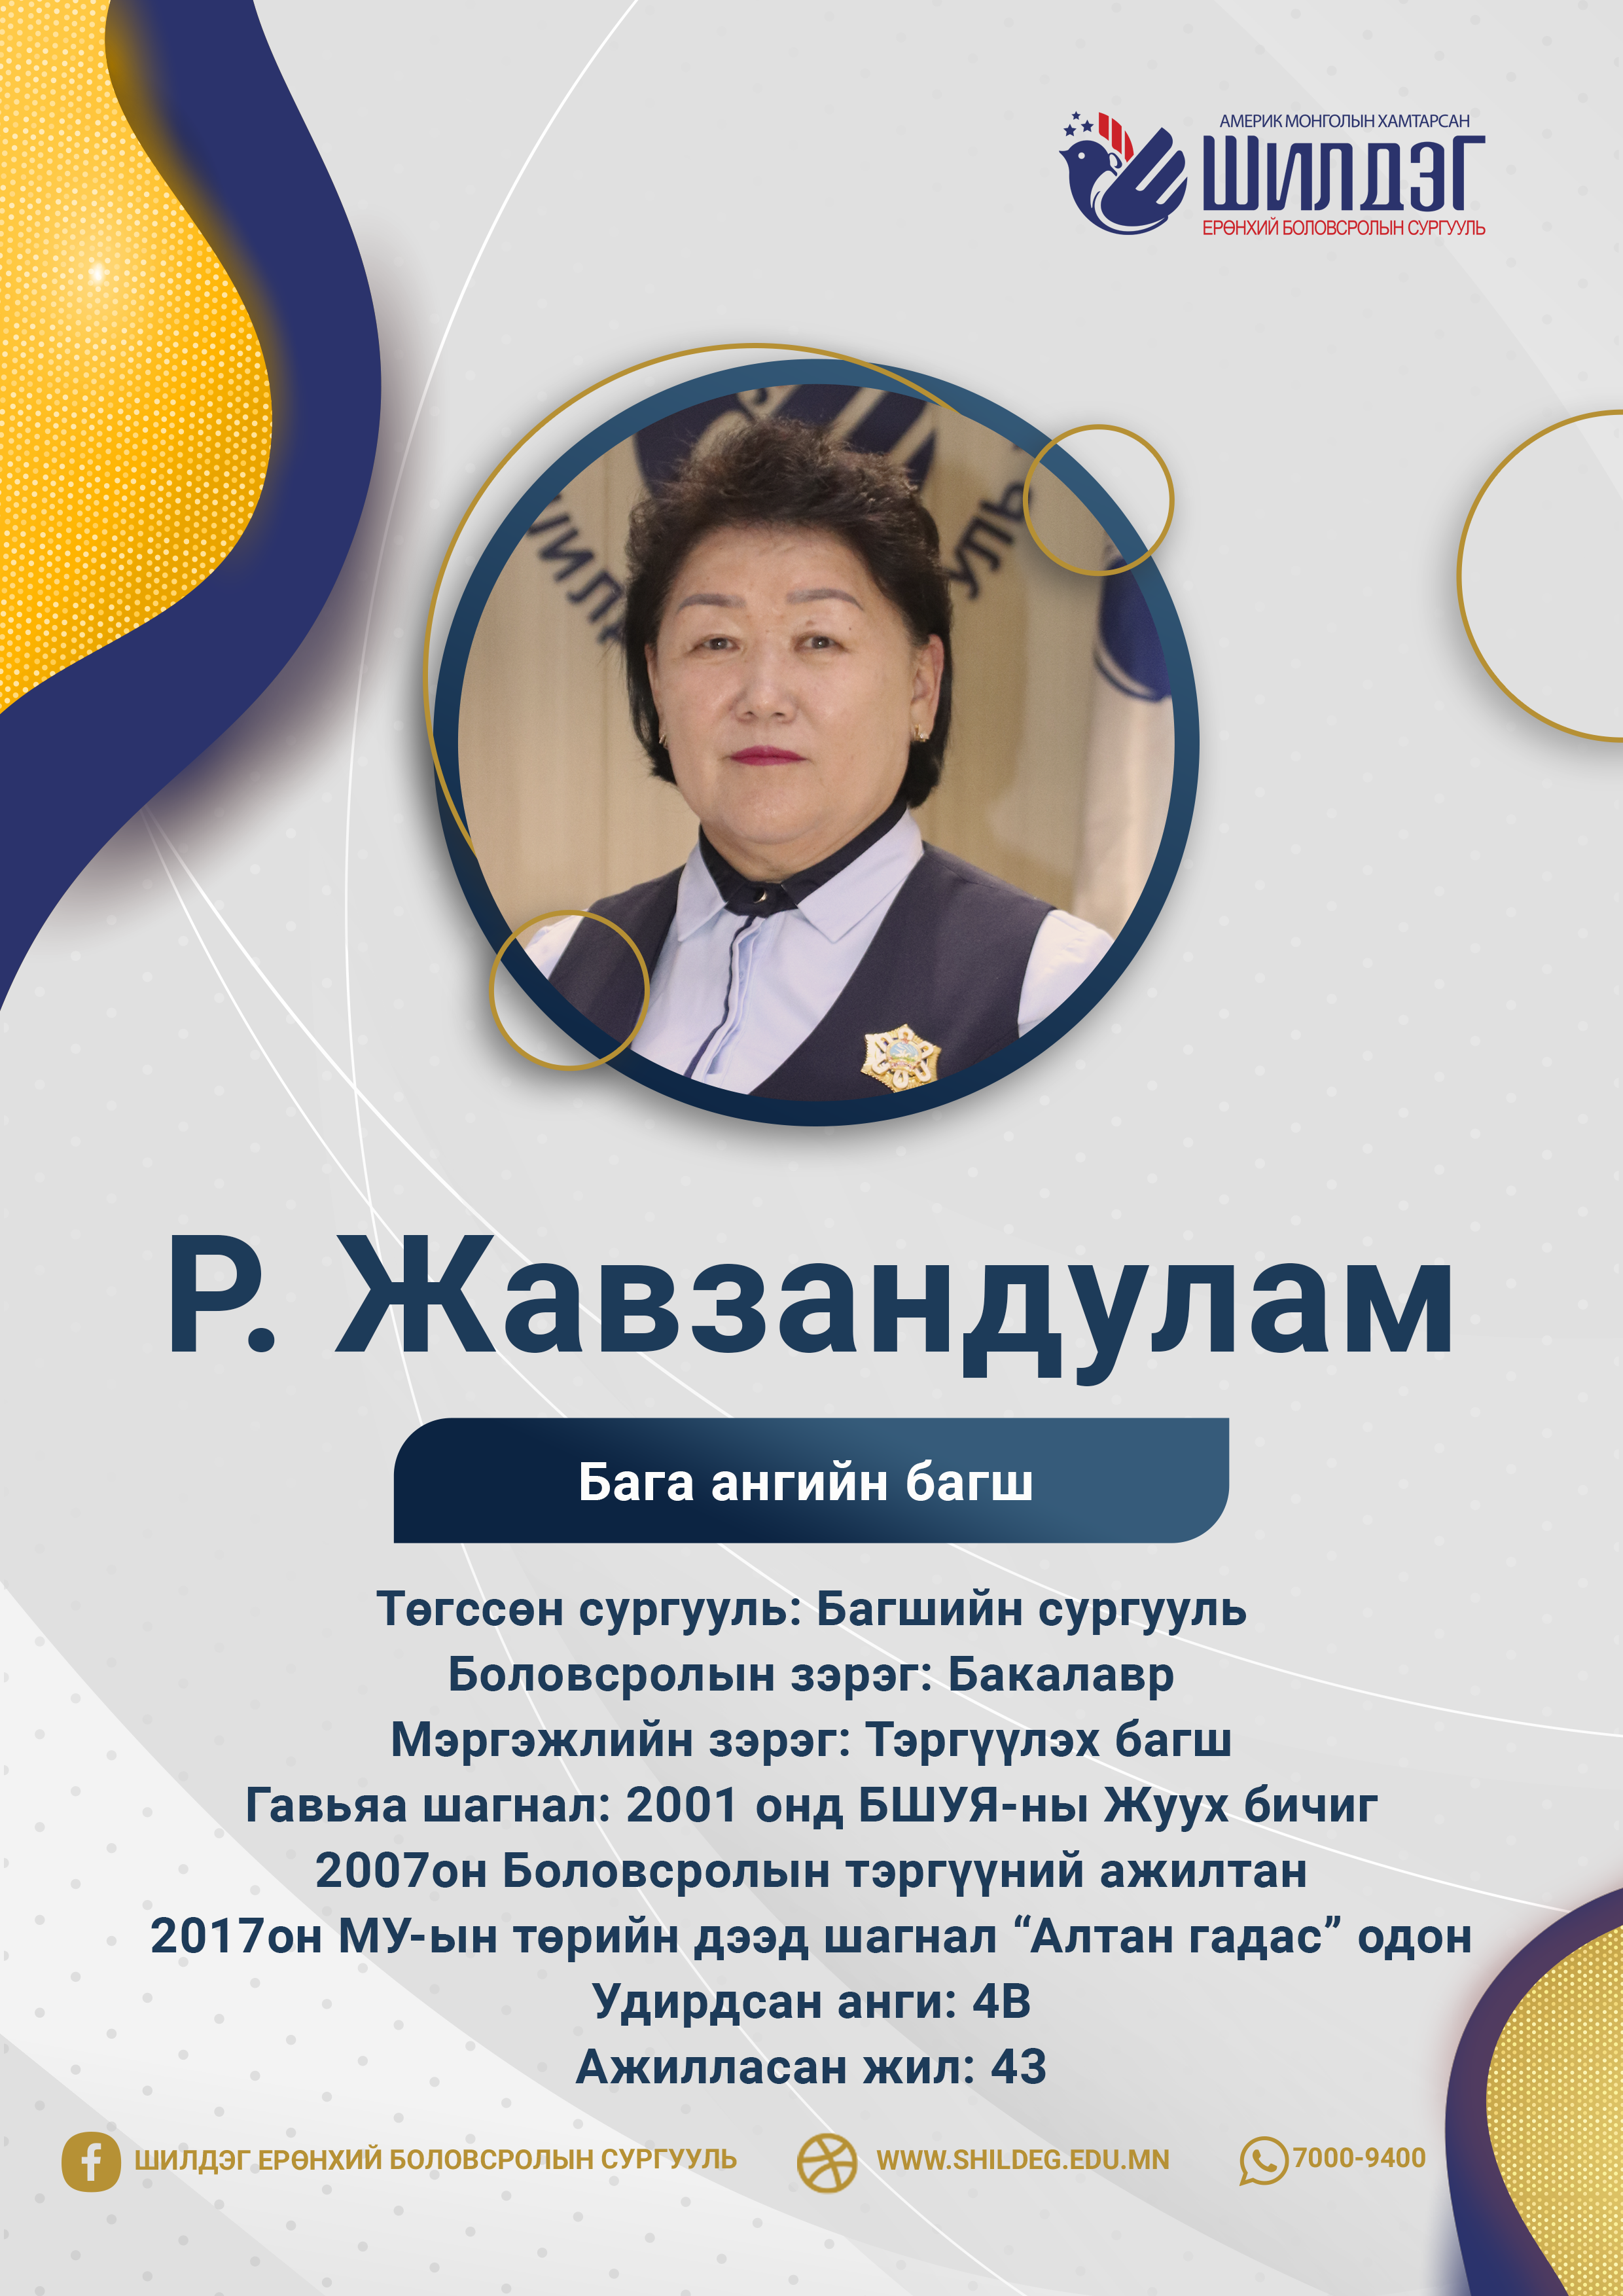 АМЕРИК МОНГОЛЫН ХАМТАРСАН
ШИЛДЭГ
ЕРӨНХИЙ БОЛОВСРОЛЫН СУРГУУЛЬ
Р. Жавзандулам
Бага ангийн багш
Төгссөн сургууль: Багшийн сургууль
Боловсролын зэрэг: Бакалавр
Мэргэжлийн зэрэг: Тэргүүлэх багш
Гавьяа шагнал: 2001 онд БШУЯ-ны Жуух бичиг
2007он Боловсролын тэргүүний ажилтан
2017он МУ-ын төрийн дээд шагнал “Алтан гадас” одон
Удирдсан анги: 4В
Ажилласан жил: 43
ШИЛДЭГ ЕРӨНХИЙ БОЛОВСРОЛЫН СУРГУУЛЬ
WWW.SHILDEG.EDU.MN
7000-9400